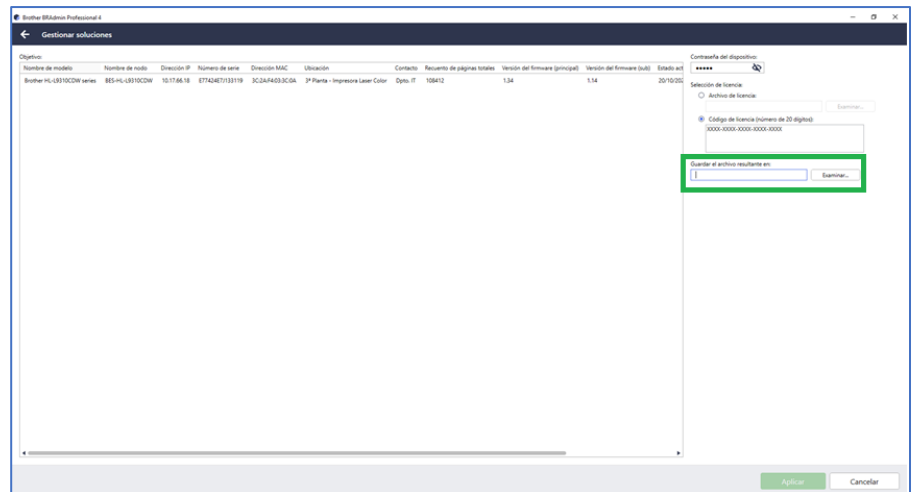 Brother BRAdmin Professional 4
Gestionar soluciones
Objetivo:
Nombre de modelo Nombre de nodo Dirección IP Número de serie Dirección MAC Ubicación Contacto Recuento de páginas totales Versión del firmware (principal) Versión del firmware (sub) Estado act
Brother HL-L9310CDW series BES-HL-L9310CDW 10.17.66.18 E77424E7J133119 3C:2A:F4:03:3C:0A 3ª Planta - Impresora Laser Color Dpto. IT 108412 1.34 1.14 20/10/202
Contraseña del dispositivo:
•••••
Selección de licencia:
Archivo de licencia:
Examinar...
Código de licencia (número de 20 dígitos):
XXXX-XXXX-XXXX-XXXX-XXXX
Guardar el archivo resultante en:
Examinar...
Aplicar Cancelar